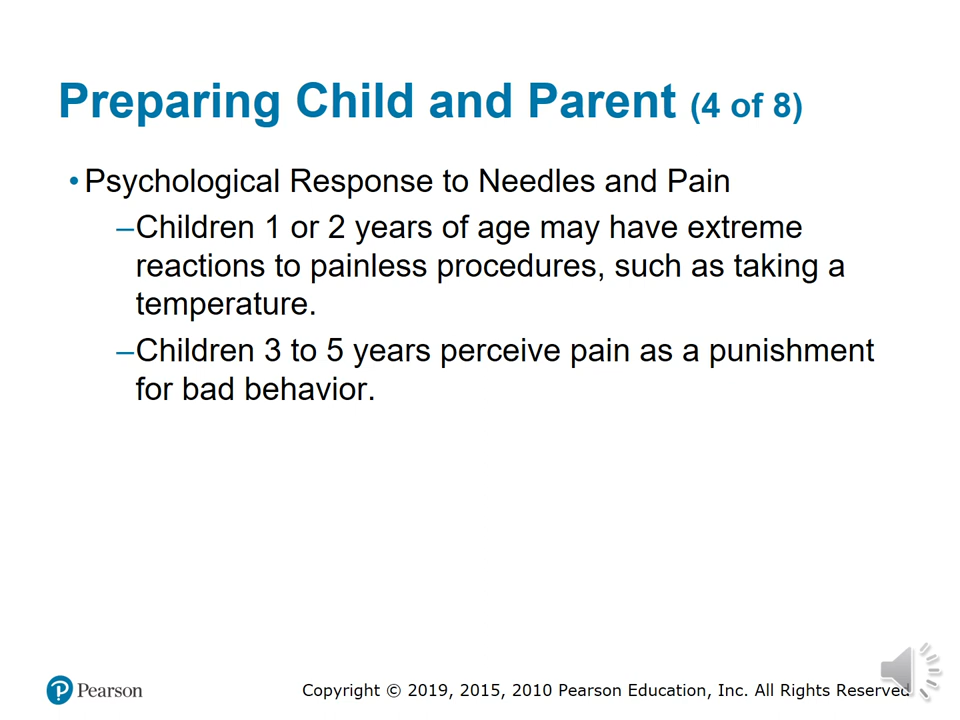 Preparing Child and Parent (4 of 8)
• Psychological Response to Needles and Pain
–Children 1 or 2 years of age may have extreme
reactions to painless procedures, such as taking a
temperature.
–Children 3 to 5 years perceive pain as a punishment
for bad behavior.
Pearson
Copyright © 2019, 2015, 2010 Pearson Education, Inc. All Rights Reserved